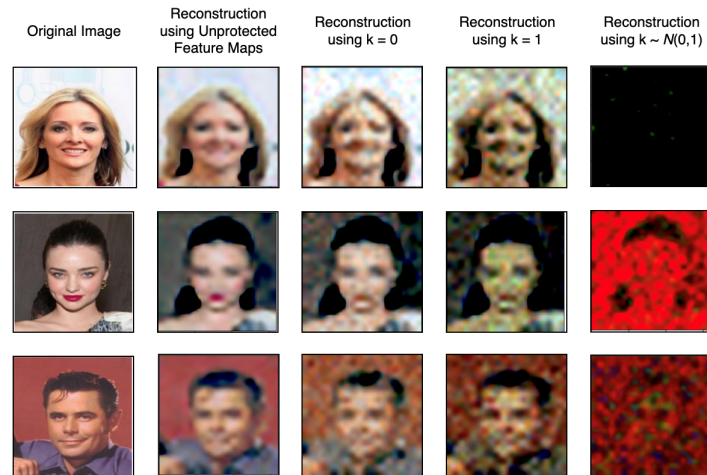 Original Image
Reconstruction
using Unprotected
Feature Maps
Reconstruction
using k = 0
Reconstruction
using k = 1
Reconstruction
using k ~ N(0,1)